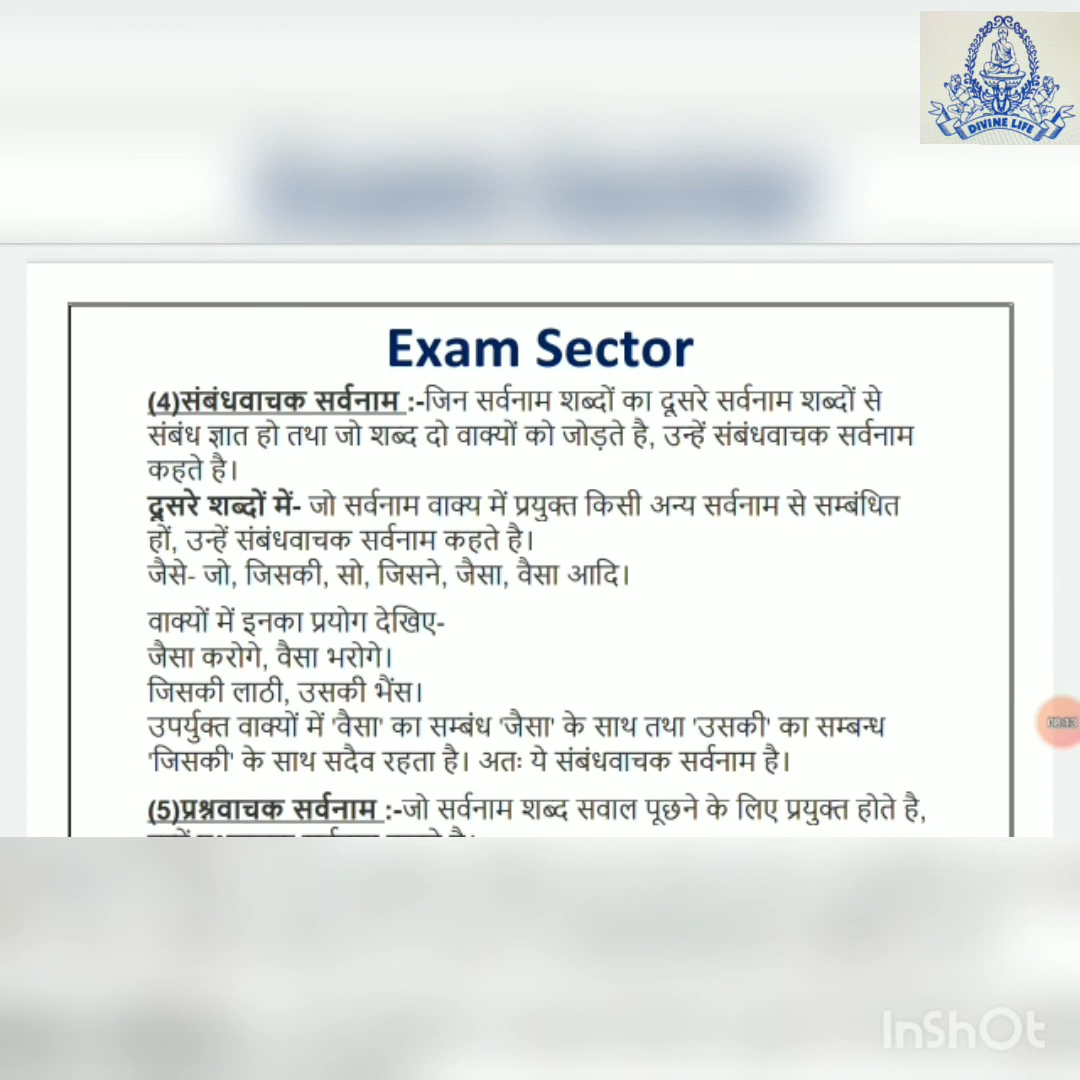 DIVINE LIFE
Exam Sector
(4)संबंधवाचक सर्वनाम :-जिन सर्वनाम शब्दों का दूसरे सर्वनाम शब्दों से
संबंध ज्ञात हो तथा जो शब्द दो वाक्यों को जोड़ते है, उन्हें संबंधवाचक सर्वनाम
कहते है।
दूसरे शब्दों में- जो सर्वनाम वाक्य में प्रयुक्त किसी अन्य सर्वनाम से सम्बंधित
हों, उन्हें संबंधवाचक सर्वनाम कहते है।
जैसे- जो, जिसकी, सो, जिसने, जैसा, वैसा आदि।
वाक्यों में इनका प्रयोग देखिए-
जैसा करोगे, वैसा भरोगे।
जिसकी लाठी, उसकी भैंस।
उपर्युक्त वाक्यों में 'वैसा' का सम्बंध 'जैसा' के साथ तथा 'उसकी' का सम्बन्ध
'जिसकी' के साथ सदैव रहता है। अतः ये संबंधवाचक सर्वनाम है।
08:13
(5)प्रश्नवाचक सर्वनाम :-जो सर्वनाम शब्द सवाल पूछने के लिए प्रयुक्त होते है,
InShOt